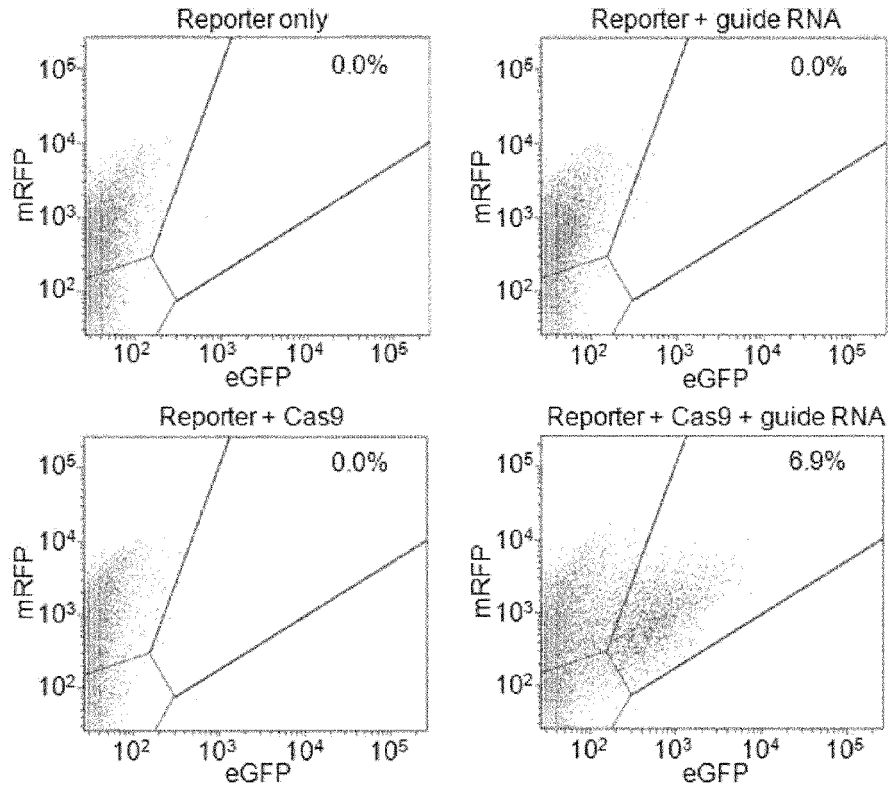 Reporter only
0.0%
mRFP
10⁵
10⁴
10³
10²
10² 10³ 10⁴ 10⁵
eGFP
Reporter + guide RNA
0.0%
mRFP
10⁵
10⁴
10³
10²
10² 10³ 10⁴ 10⁵
eGFP
Reporter + Cas9
0.0%
mRFP
10⁵
10⁴
10³
10²
10² 10³ 10⁴ 10⁵
eGFP
Reporter + Cas9 + guide RNA
6.9%
mRFP
10⁵
10⁴
10³
10²
10² 10³ 10⁴ 10⁵
eGFP